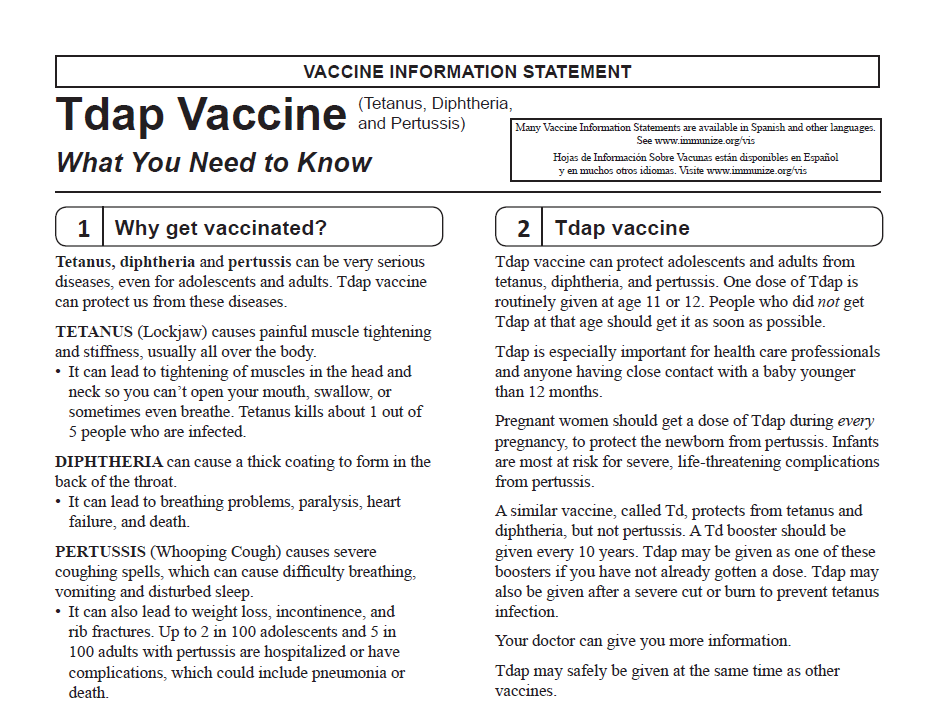 VACCINE INFORMATION STATEMENT
Tdap Vaccine (Tetanus, Diphtheria,
and Pertussis)
What You Need to Know
Many Vaccine Information Statements are available in Spanish and other languages.
See www.immunize.org/vis
Hojas de Información Sobre Vacunas están disponibles en Español
y en muchos otros idiomas. Visite www.immunize.org/vis
1 Why get vaccinated?
Tetanus, diphtheria and pertussis can be very serious
diseases, even for adolescents and adults. Tdap vaccine
can protect us from these diseases.
TETANUS (Lockjaw) causes painful muscle tightening
and stiffness, usually all over the body.
• It can lead to tightening of muscles in the head and
neck so you can’t open your mouth, swallow, or
sometimes even breathe. Tetanus kills about 1 out of
5 people who are infected.
DIPHTHERIA can cause a thick coating to form in the
back of the throat.
• It can lead to breathing problems, paralysis, heart
failure, and death.
PERTUSSIS (Whooping Cough) causes severe
coughing spells, which can cause difficulty breathing,
vomiting and disturbed sleep.
• It can also lead to weight loss, incontinence, and
rib fractures. Up to 2 in 100 adolescents and 5 in
100 adults with pertussis are hospitalized or have
complications, which could include pneumonia or
death.
2 Tdap vaccine
Tdap vaccine can protect adolescents and adults from
tetanus, diphtheria, and pertussis. One dose of Tdap is
routinely given at age 11 or 12. People who did not get
Tdap at that age should get it as soon as possible.
Tdap is especially important for health care professionals
and anyone having close contact with a baby younger
than 12 months.
Pregnant women should get a dose of Tdap during every
pregnancy, to protect the newborn from pertussis. Infants
are most at risk for severe, life-threatening complications
from pertussis.
A similar vaccine, called Td, protects from tetanus and
diphtheria, but not pertussis. A Td booster should be
given every 10 years. Tdap may be given as one of these
boosters if you have not already gotten a dose. Tdap may
also be given after a severe cut or burn to prevent tetanus
infection.
Your doctor can give you more information.
Tdap may safely be given at the same time as other
vaccines.